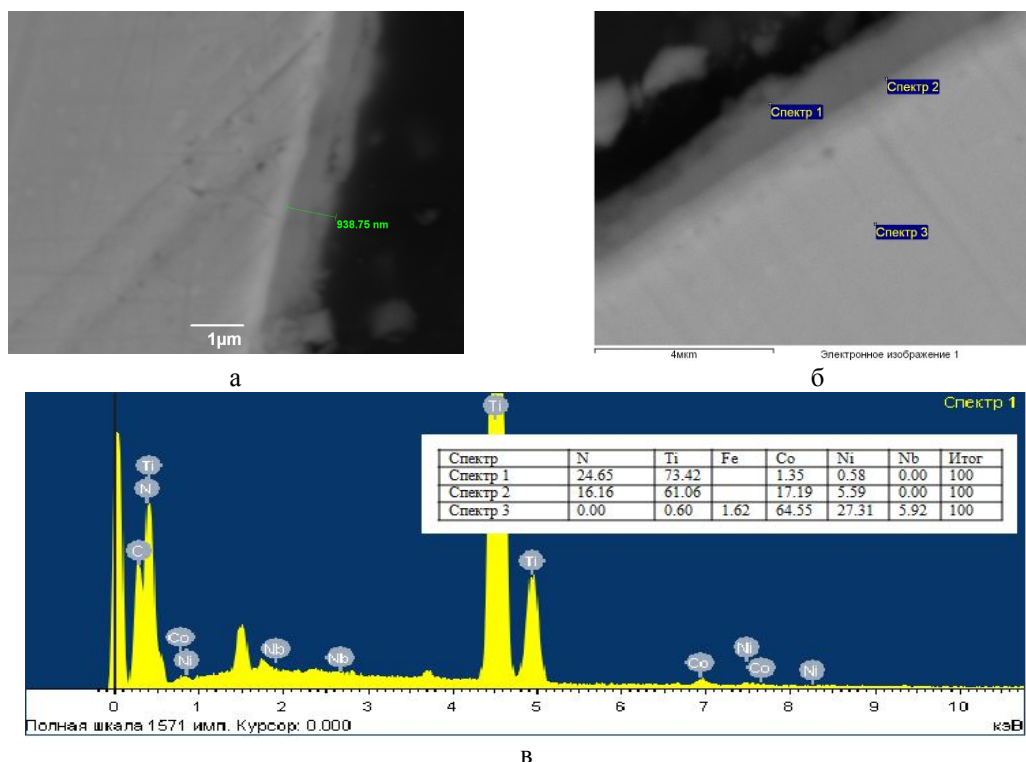 938.75 nm
1μm
Спектр 2
Спектр 1
Спектр 3
4мкm
Электронное изображение 1
а
б
Ti
Спектр 1
Спектр N Ti Fe Co Ni Nb Итог
Спектр 1 24.65 73.42 1.35 0.58 0.00 100
Спектр 2 16.16 61.06 17.19 5.59 0.00 100
Спектр 3 0.00 0.60 1.62 64.55 27.31 5.92 100
Ti
N
C
Ti
Co
Ni
Nb
Nb
Co
Ni
Co
Ni
0 1 2 3 4 5 6 7 8 9 10
Полная шкала 1571 имп. Курсор: 0.000
кэВ
в